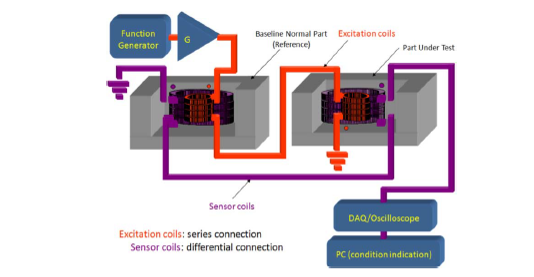 Function
Generator
G
Baseline Normal Part
(Reference)
Excitation coils
Part Under Test
Sensor coils
DAQ/Oscilloscope
PC (condition indication)
Excitation coils: series connection
Sensor coils: differential connection